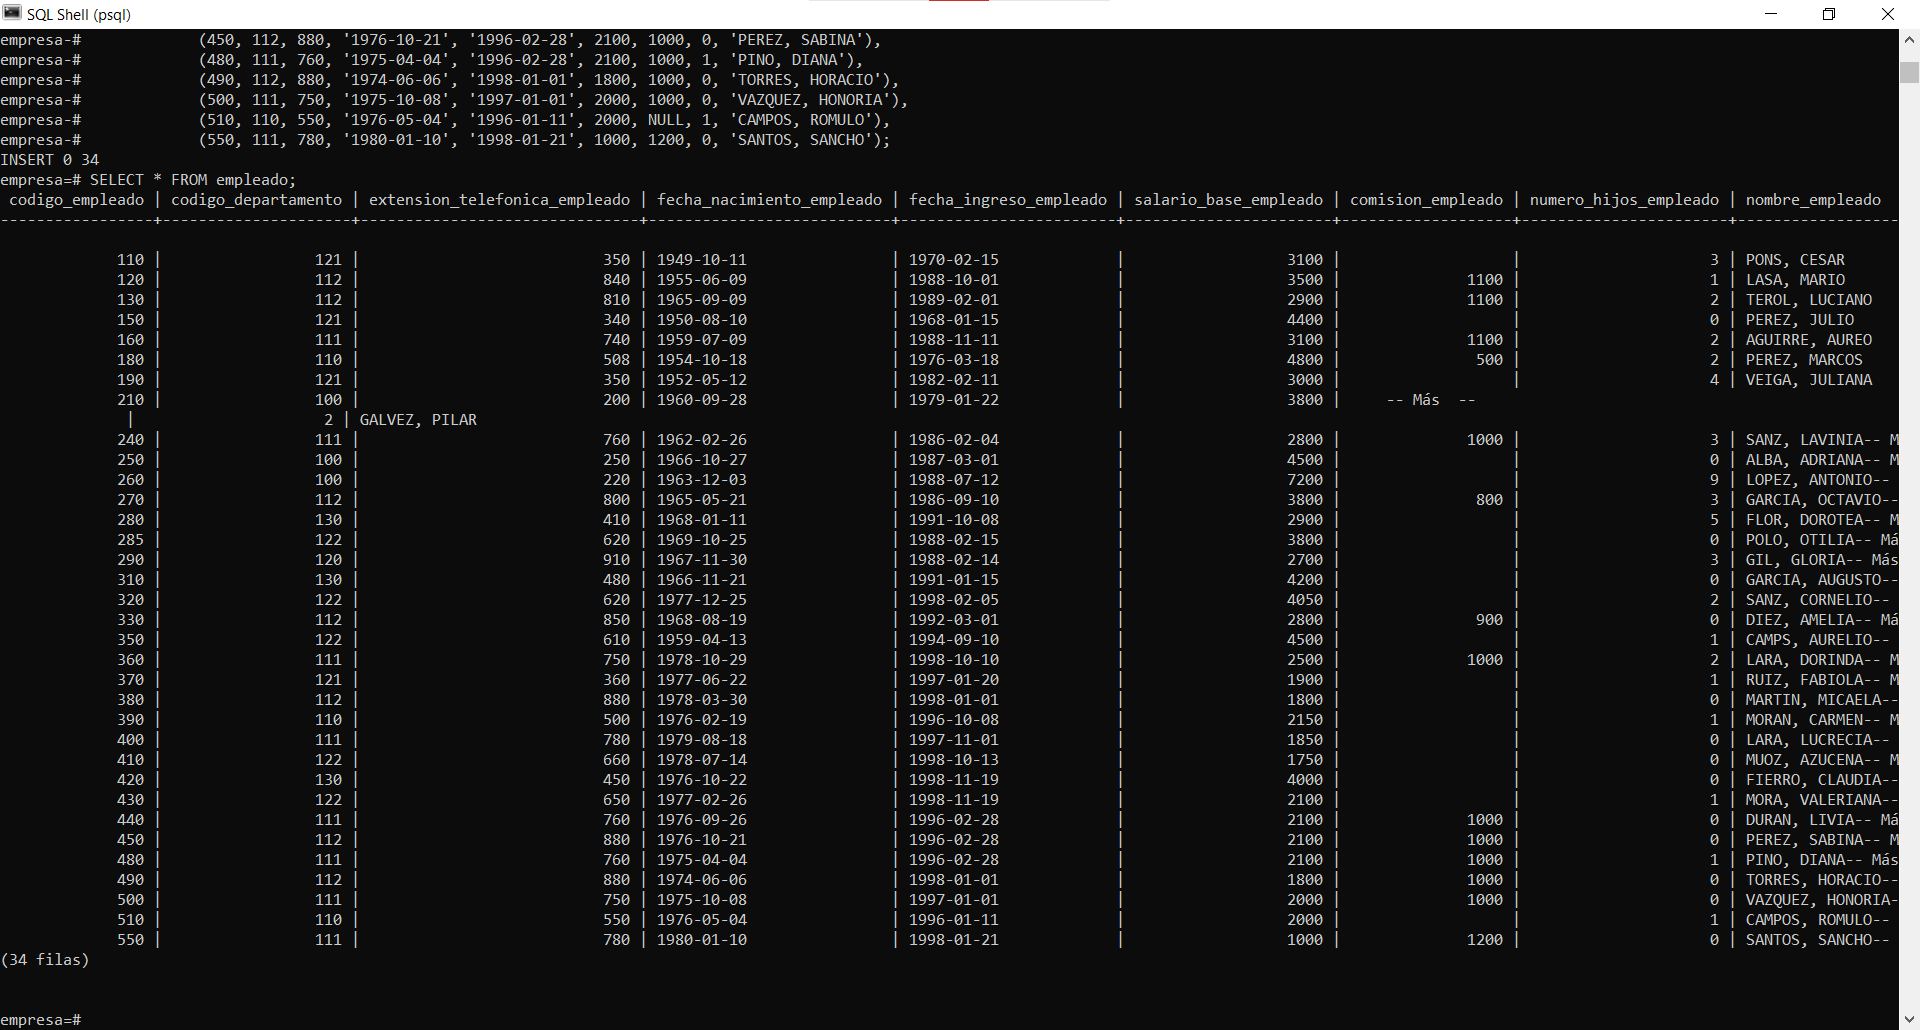 SQL Shell (psql)
empresa-#             (450, 112, 880, '1976-10-21', '1996-02-28', 2100, 1000, 0, 'PEREZ, SABINA'),
empresa-#             (480, 111, 760, '1975-04-04', '1996-02-28', 2100, 1000, 1, 'PINO, DIANA'),
empresa-#             (490, 112, 880, '1974-06-06', '1998-01-01', 1800, 1000, 0, 'TORRES, HORACIO'),
empresa-#             (500, 111, 750, '1975-10-08', '1997-01-01', 2000, 1000, 0, 'VAZQUEZ, HONORIA'),
empresa-#             (510, 110, 550, '1976-05-04', '1996-01-11', 2000, NULL, 1, 'CAMPOS, ROMULO'),
empresa-#             (550, 111, 780, '1980-01-10', '1998-01-21', 1000, 1200, 0, 'SANTOS, SANCHO');
INSERT 0 34
empresa=# SELECT * FROM empleado;
codigo_empleado | codigo_departamento | extension_telefonica_empleado | fecha_nacimiento_empleado | fecha_ingreso_empleado | salario_base_empleado | comision_empleado | numero_hijos_empleado | nombre_empleado
-----------------+---------------------+-------------------------------+---------------------------+------------------------+-----------------------+-------------------+-----------------------+------------------
110 | 121 | 350 | 1949-10-11 | 1970-02-15 | 3100 | | 3 | PONS, CESAR
120 | 112 | 840 | 1955-06-09 | 1988-10-01 | 3500 | 1100 | 1 | LASA, MARIO
130 | 112 | 810 | 1965-09-09 | 1989-02-01 | 2900 | 1100 | 2 | TEROL, LUCIANO
150 | 121 | 340 | 1950-08-10 | 1968-01-15 | 4400 | | 0 | PEREZ, JULIO
160 | 111 | 740 | 1959-07-09 | 1988-11-11 | 3100 | 1100 | 2 | AGUIRRE, AUREO
180 | 110 | 508 | 1954-10-18 | 1976-03-18 | 4800 | 500 | 2 | PEREZ, MARCOS
190 | 121 | 350 | 1952-05-12 | 1982-02-11 | 3000 | | 4 | VEIGA, JULIANA
210 | 100 | 200 | 1960-09-28 | 1979-01-22 | 3800 | -- Más --
| 2 | GALVEZ, PILAR
240 | 111 | 760 | 1962-02-26 | 1986-02-04 | 2800 | 1000 | 3 | SANZ, LAVINIA-- M
250 | 100 | 250 | 1966-10-27 | 1987-03-01 | 4500 | | 0 | ALBA, ADRIANA-- M
260 | 100 | 220 | 1963-12-03 | 1988-07-12 | 7200 | | 9 | LOPEZ, ANTONIO--
270 | 112 | 800 | 1965-05-21 | 1986-09-10 | 3800 | 800 | 3 | GARCIA, OCTAVIO--
280 | 130 | 410 | 1968-01-11 | 1991-10-08 | 2900 | | 5 | FLOR, DOROTEA-- M
285 | 122 | 620 | 1969-10-25 | 1988-02-15 | 3800 | | 0 | POLO, OTILIA-- Má
290 | 120 | 910 | 1967-11-30 | 1988-02-14 | 2700 | | 3 | GIL, GLORIA-- Más
310 | 130 | 480 | 1966-11-21 | 1991-01-15 | 4200 | | 0 | GARCIA, AUGUSTO--
320 | 122 | 620 | 1977-12-25 | 1998-02-05 | 4050 | | 2 | SANZ, CORNELIO--
330 | 112 | 850 | 1968-08-19 | 1992-03-01 | 2800 | 900 | 0 | DIEZ, AMELIA-- Má
350 | 122 | 610 | 1959-04-13 | 1994-09-10 | 4500 | | 1 | CAMPS, AURELIO--
360 | 111 | 750 | 1978-10-29 | 1998-10-10 | 2500 | 1000 | 2 | LARA, DORINDA-- M
370 | 121 | 360 | 1977-06-22 | 1997-01-20 | 1900 | | 1 | RUIZ, FABIOLA-- M
380 | 112 | 880 | 1978-03-30 | 1998-01-01 | 1800 | | 0 | MARTIN, MICAELA--
390 | 110 | 500 | 1976-02-19 | 1996-10-08 | 2150 | | 1 | MORAN, CARMEN-- M
400 | 111 | 780 | 1979-08-18 | 1997-11-01 | 1850 | | 0 | LARA, LUCRECIA--
410 | 122 | 660 | 1978-07-14 | 1998-10-13 | 1750 | | 0 | MUOZ, AZUCENA-- M
420 | 130 | 450 | 1976-10-22 | 1998-11-19 | 4000 | | 0 | FIERRO, CLAUDIA--
430 | 122 | 650 | 1977-02-26 | 1998-11-19 | 2100 | | 1 | MORA, VALERIANA--
440 | 111 | 760 | 1976-09-26 | 1996-02-28 | 2100 | 1000 | 0 | DURAN, LIVIA-- Má
450 | 112 | 880 | 1976-10-21 | 1996-02-28 | 2100 | 1000 | 0 | PEREZ, SABINA-- M
480 | 111 | 760 | 1975-04-04 | 1996-02-28 | 2100 | 1000 | 1 | PINO, DIANA-- Más
490 | 112 | 880 | 1974-06-06 | 1998-01-01 | 1800 | 1000 | 0 | TORRES, HORACIO--
500 | 111 | 750 | 1975-10-08 | 1997-01-01 | 2000 | 1000 | 0 | VAZQUEZ, HONORIA-
510 | 110 | 550 | 1976-05-04 | 1996-01-11 | 2000 | | 1 | CAMPOS, ROMULO--
550 | 111 | 780 | 1980-01-10 | 1998-01-21 | 1000 | 1200 | 0 | SANTOS, SANCHO--
(34 filas)
empresa=#